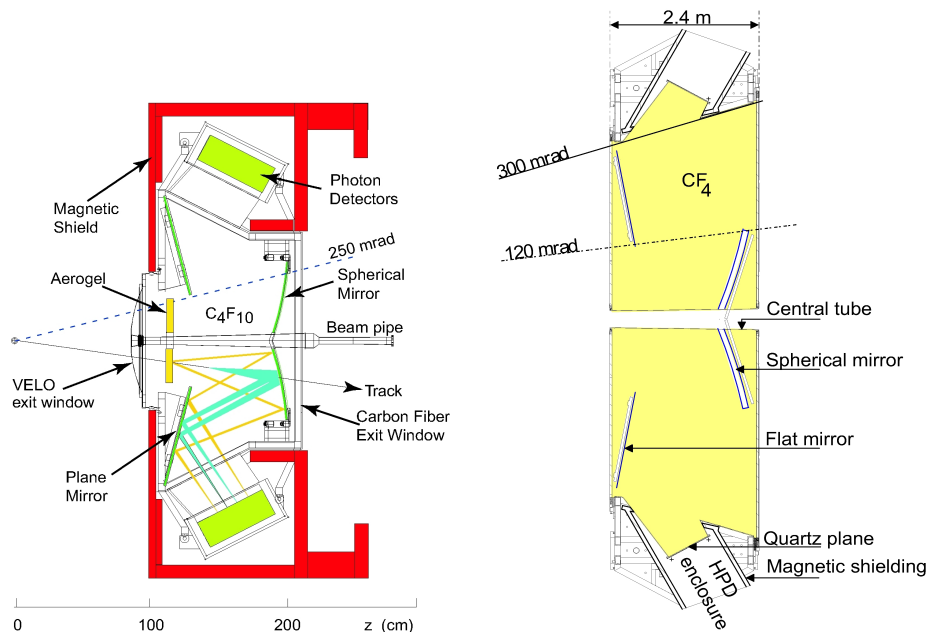 Magnetic
Shield
Aerogel
VELO
exit window
Plane
Mirror
250 mrad
C4F10
Photon
Detectors
Spherical
Mirror
Beam pipe
Track
Carbon Fiber
Exit Window
0
100
200
z (cm)
2.4 m
300 mrad
CF4
120 mrad
Central tube
Spherical mirror
Flat mirror
Quartz plane
Magnetic shielding
HPD
enclosure